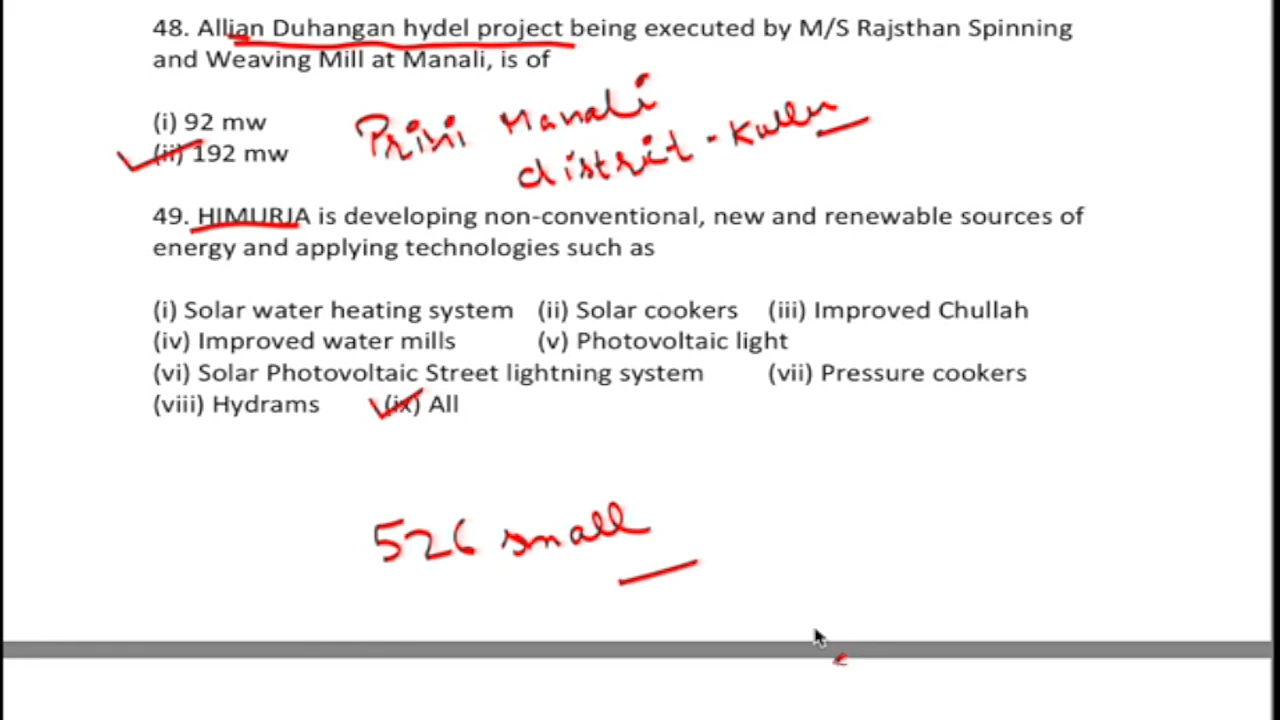 48. Allian Duhangan hydel project being executed by M/S Rajsthan Spinning
and Weaving Mill at Manali, is of
(i) 92 mw
(ii) 192 mw
Prini Manali
district - Kullu
49. HIMURJA is developing non-conventional, new and renewable sources of
energy and applying technologies such as
(i) Solar water heating system (ii) Solar cookers (iii) Improved Chullah
(iv) Improved water mills (v) Photovoltaic light
(vi) Solar Photovoltaic Street lightning system (vii) Pressure cookers
(viii) Hydrams (ix) All
526 small